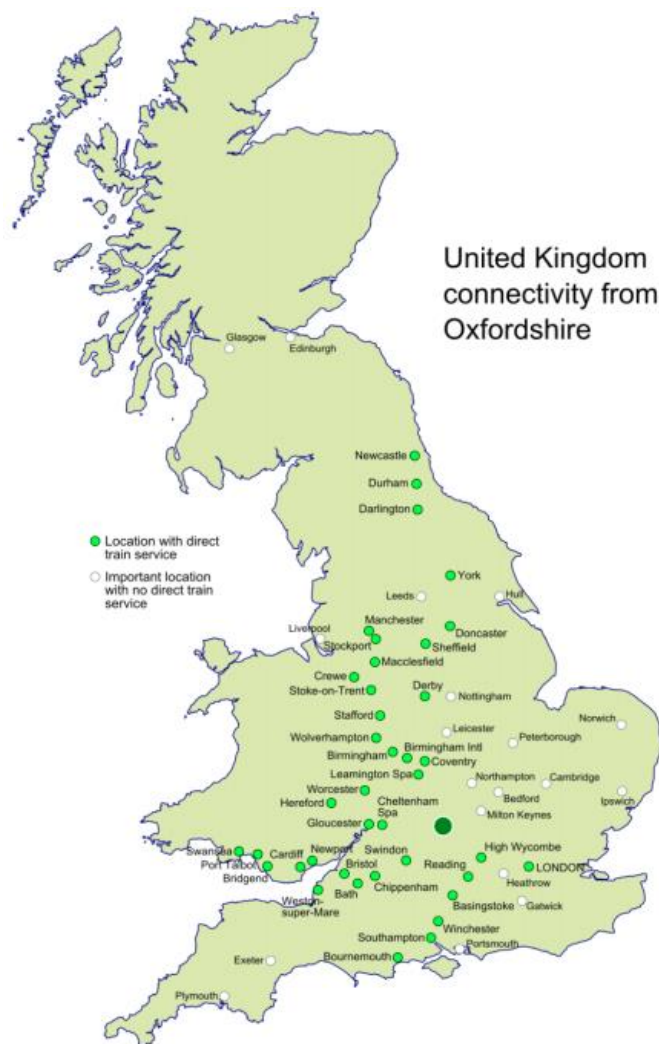 United Kingdom
connectivity from
Oxfordshire
Glasgow
Edinburgh
Newcastle
Durham
Darlington
Location with direct
train service
Important location
with no direct train
service
York
Leeds
Hull
Liverpool
Manchester
Doncaster
Stockport
Sheffield
Macclesfield
Crewe
Derby
Stoke-on-Trent
Nottingham
Stafford
Leicester
Norwich
Wolverhampton
Peterborough
Birmingham
Birmingham Intl
Coventry
Leamington Spa
Northampton
Cambridge
Worcester
Bedford
Ipswich
Hereford
Cheltenham
Spa
Milton Keynes
Gloucester
Swansea
Port Talbot
Bridgend
Cardiff
Newport
Swindon
High Wycombe
Bristol
Reading
LONDON
Bath
Chippenham
Heathrow
Weston-
super-Mare
Basingstoke
Gatwick
Winchester
Southampton
Portsmouth
Exeter
Bournemouth
Plymouth